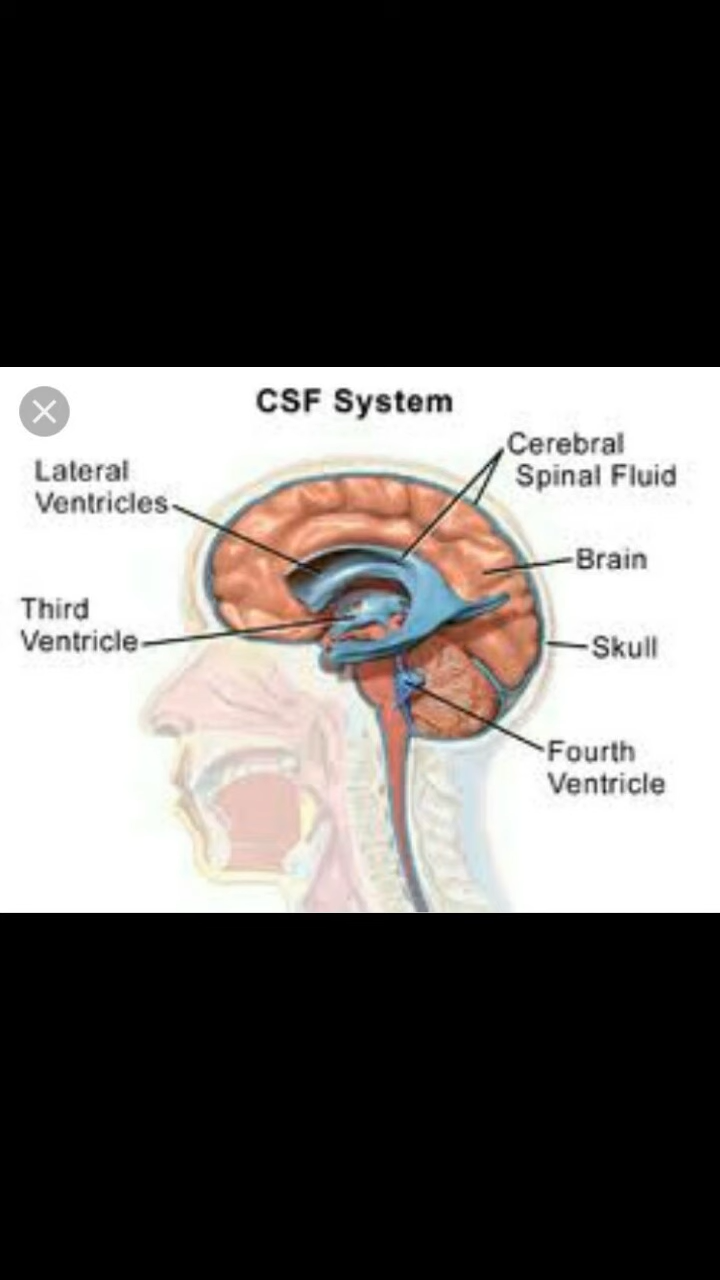 CSF System
Cerebral
Spinal Fluid
Lateral
Ventricles
Brain
Third
Ventricle
Skull
Fourth
Ventricle